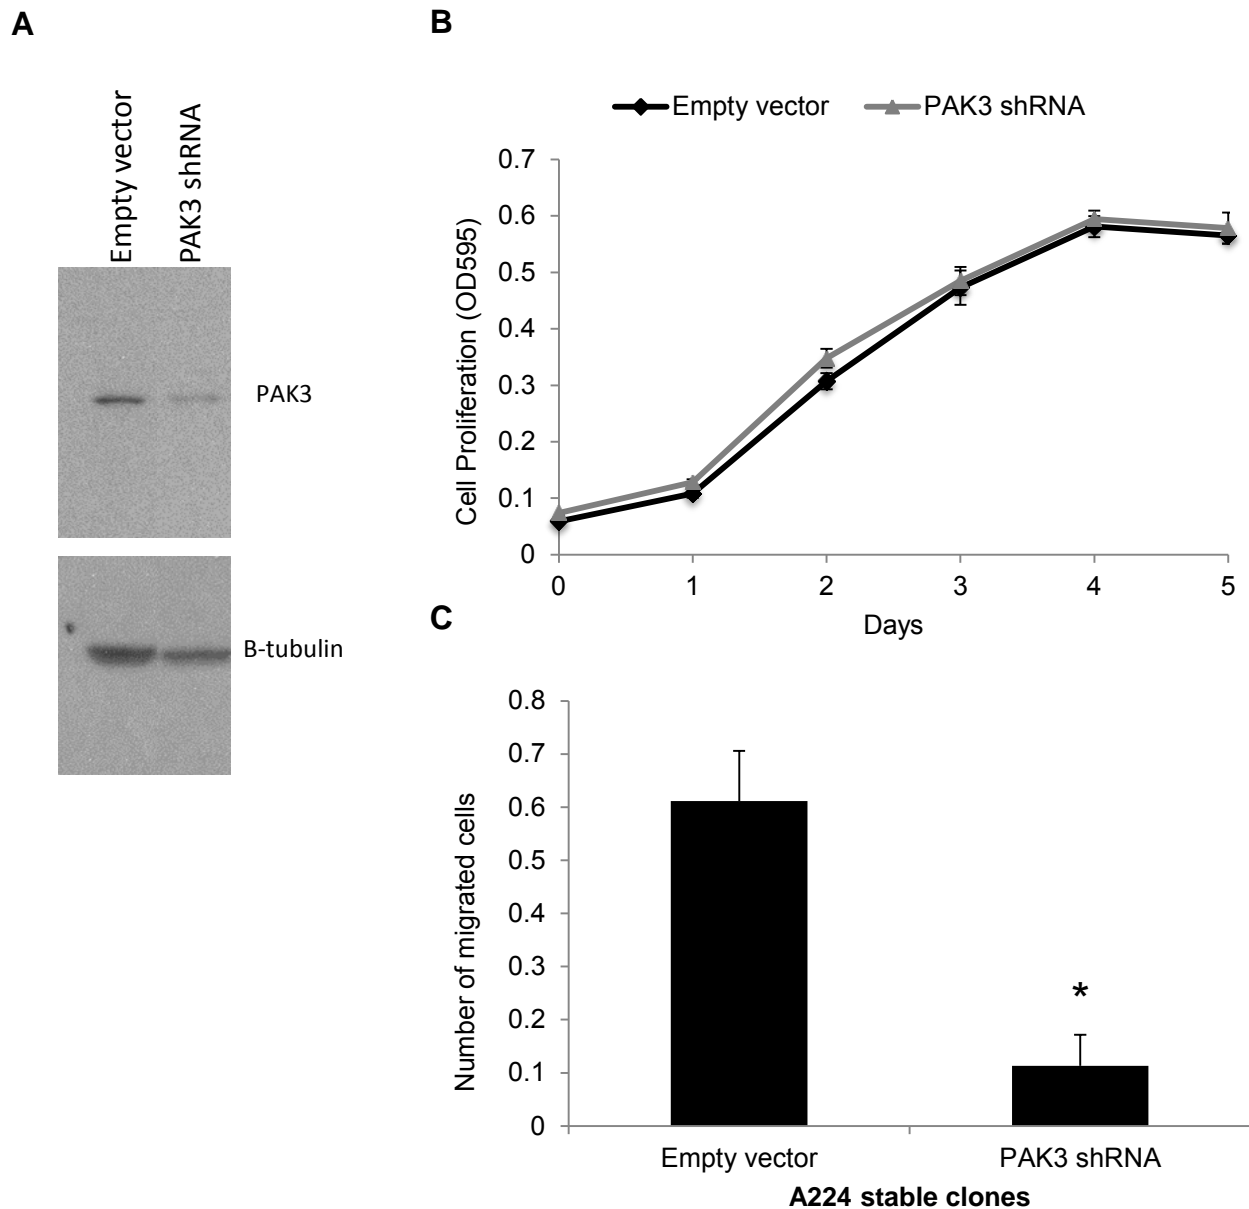 A
Empty vector
PAK3 shRNA
PAK3
B-tubulin
B
Empty vector
PAK3 shRNA
Cell Proliferation (OD595)
0.7
0.6
0.5
0.4
0.3
0.2
0.1
0
0 1 2 3 4 5
Days
C
Number of migrated cells
0.8
0.7
0.6
0.5
0.4
0.3
0.2
0.1
0
*
Empty vector
PAK3 shRNA
A224 stable clones